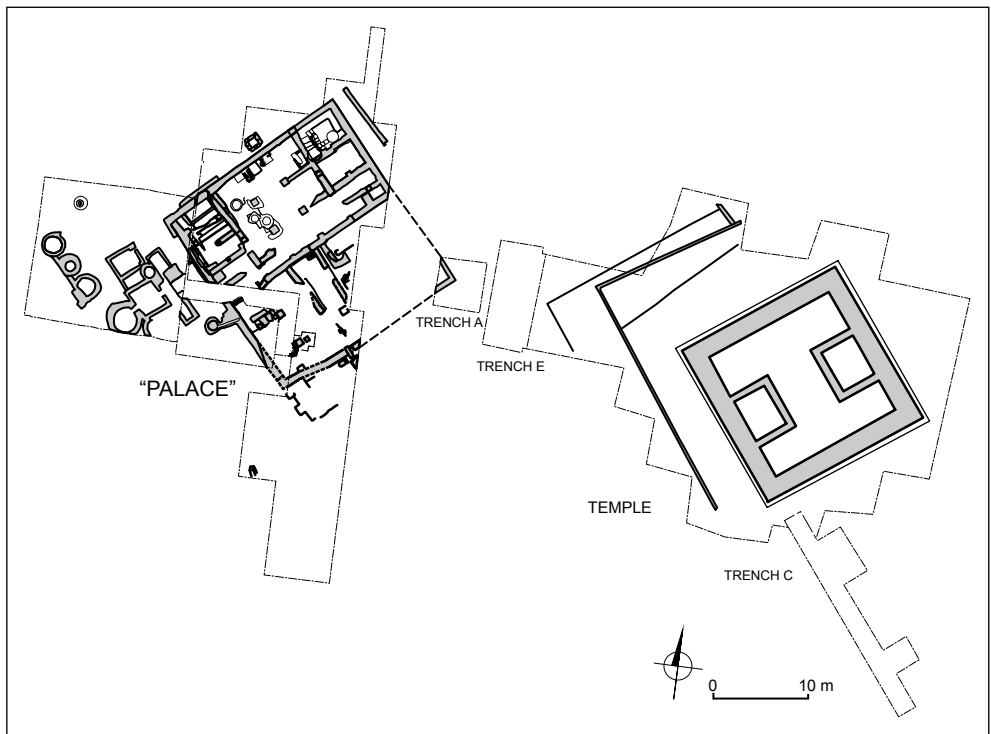 TRENCH A
TRENCH E
“PALACE”
TEMPLE
TRENCH C
0 10 m